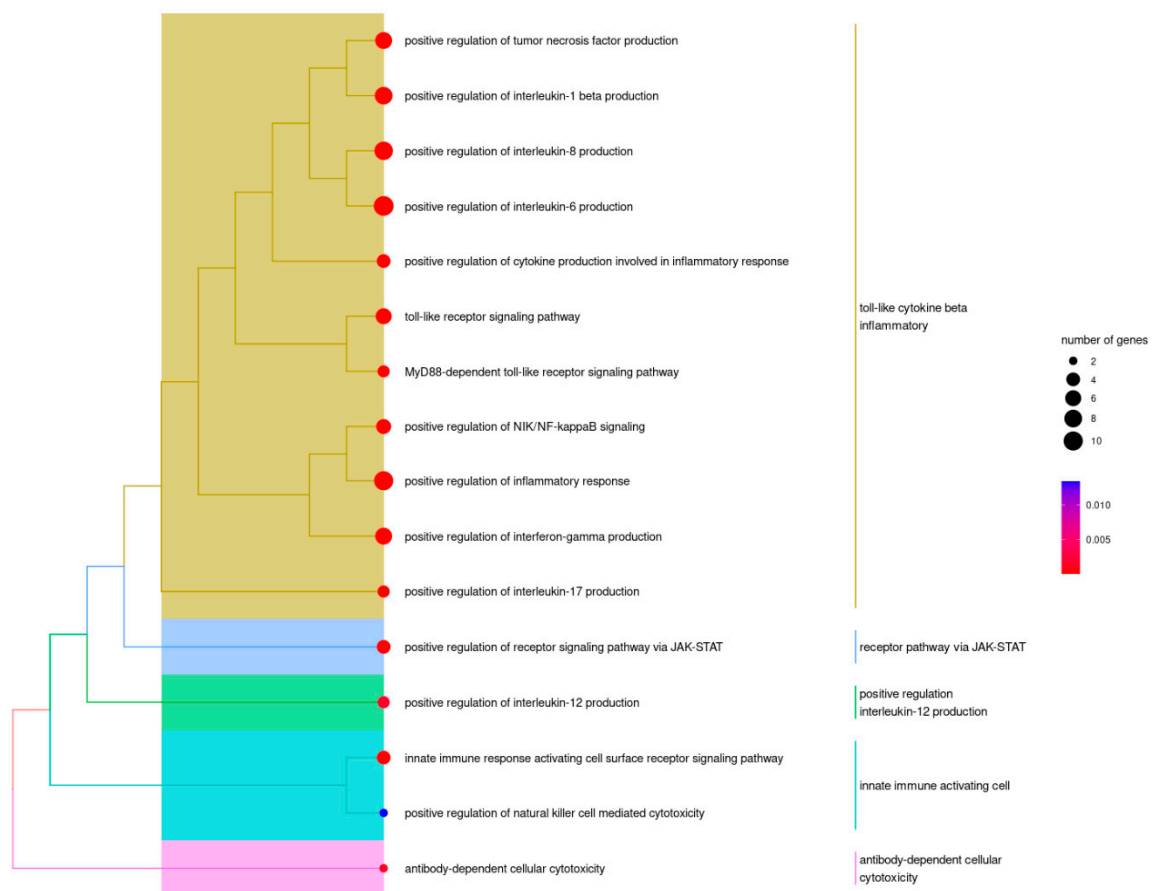 positive regulation of tumor necrosis factor production
positive regulation of interleukin-1 beta production
positive regulation of interleukin-8 production
positive regulation of interleukin-6 production
positive regulation of cytokine production involved in inflammatory response
toll-like receptor signaling pathway
MyD88-dependent toll-like receptor signaling pathway
positive regulation of NIK/NF-kappaB signaling
positive regulation of inflammatory response
positive regulation of interferon-gamma production
positive regulation of interleukin-17 production
positive regulation of receptor signaling pathway via JAK-STAT
positive regulation of interleukin-12 production
innate immune response activating cell surface receptor signaling pathway
positive regulation of natural killer cell mediated cytotoxicity
antibody-dependent cellular cytotoxicity
toll-like cytokine beta
inflammatory
receptor pathway via JAK-STAT
positive regulation
interleukin-12 production
innate immune activating cell
antibody-dependent cellular
cytotoxicity
number of genes
2
4
6
8
10
0.010
0.005